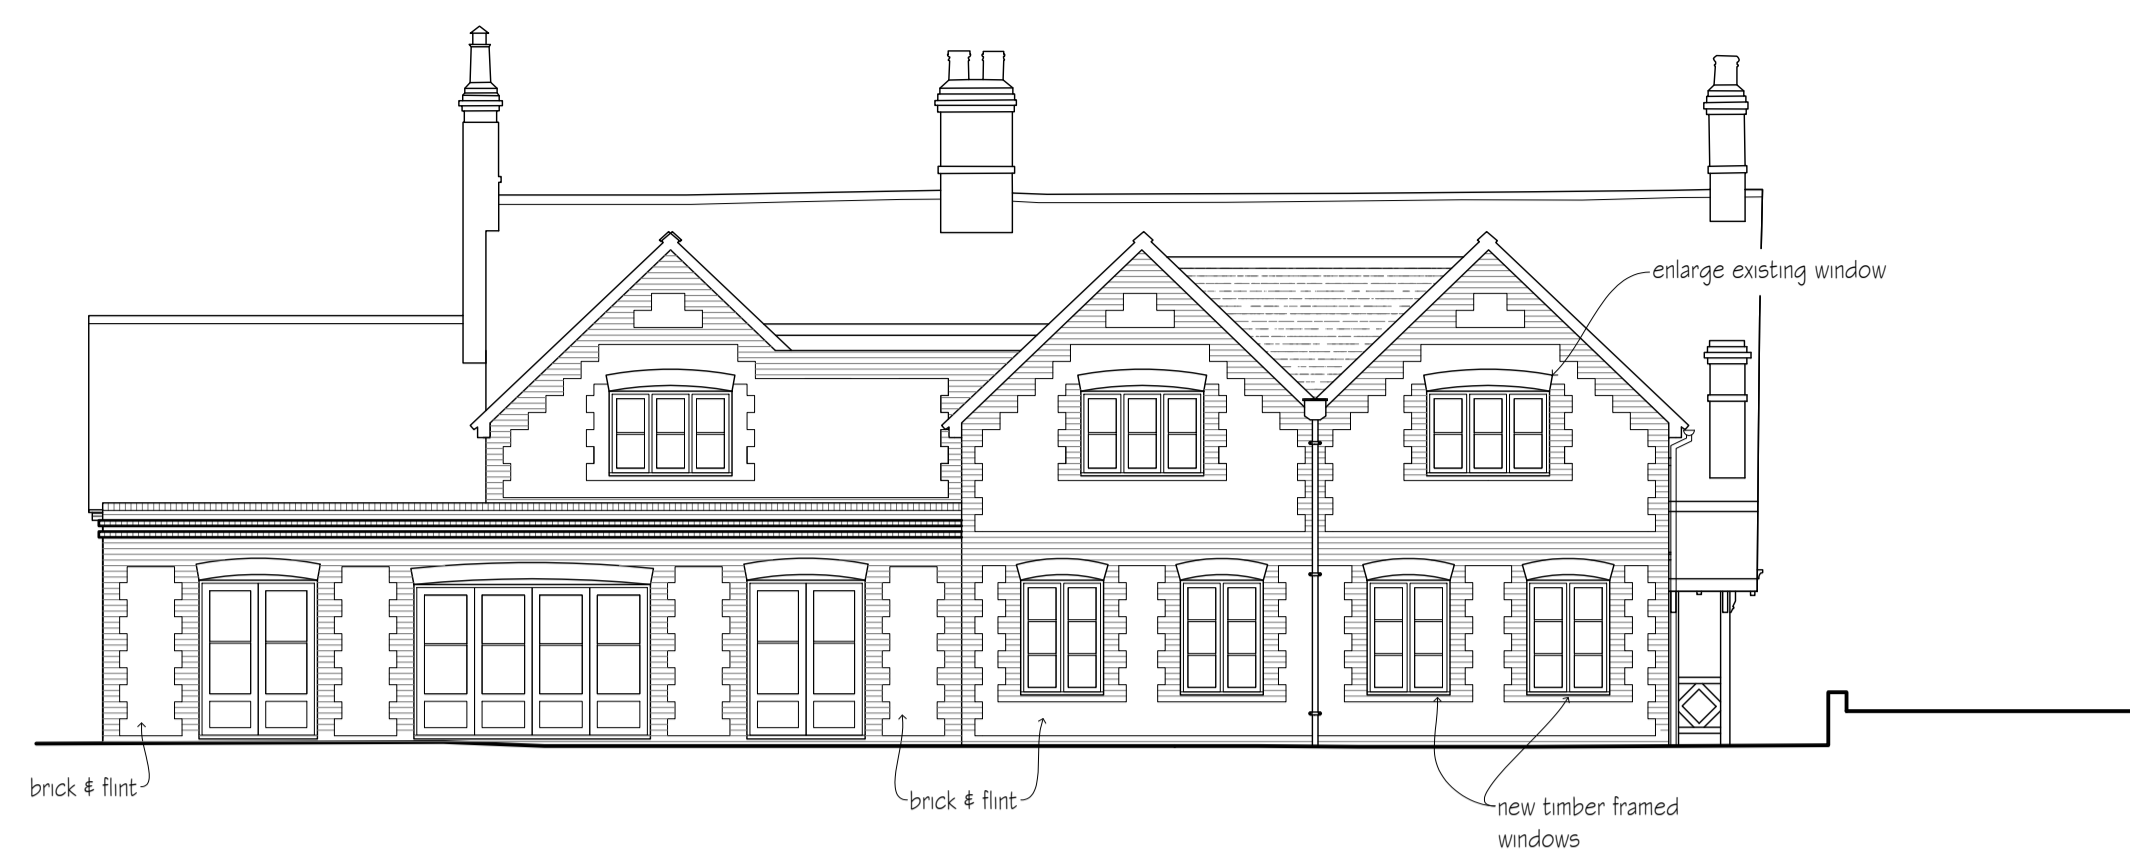 enlarge existing window
brick & flint
brick & flint
new timber framed
windows